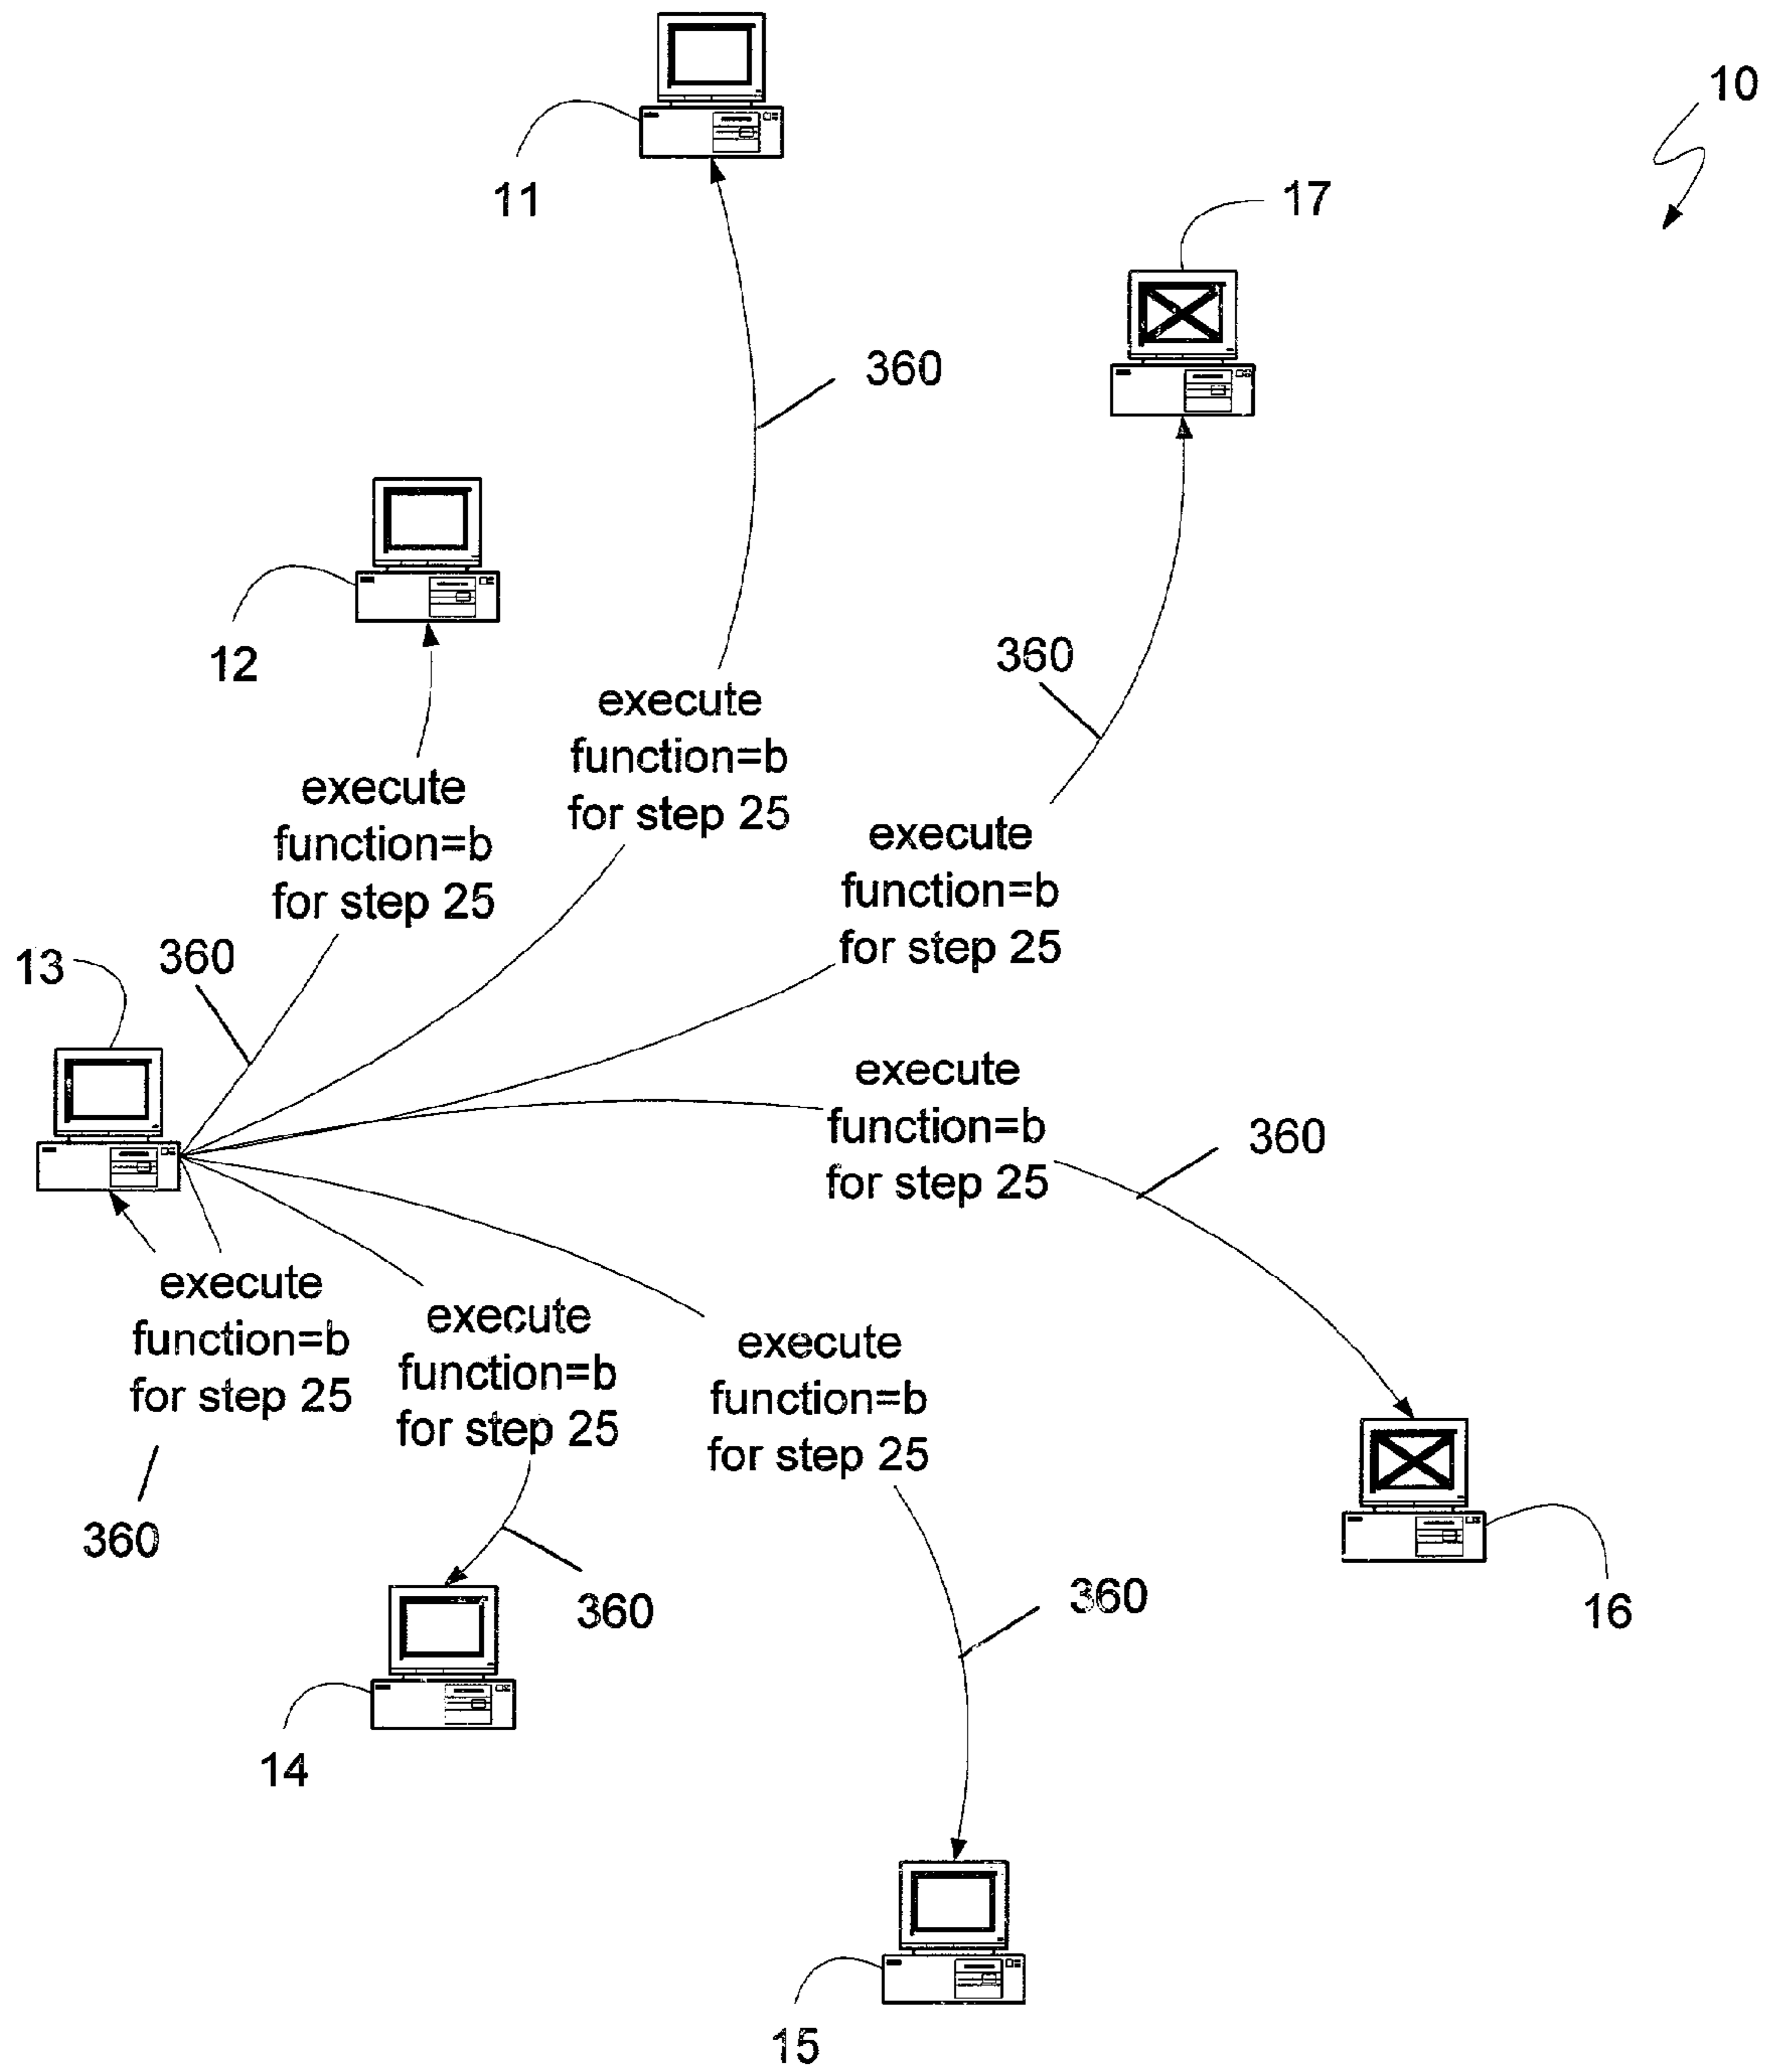 10
11
17
360
12
360
execute
function=b
for step 25
execute
function=b
for step 25
execute
function=b
for step 25
13
360
execute
function=b
for step 25
360
execute
function=b
for step 25
360
execute
function=b
for step 25
360
execute
function=b
for step 25
360
14
16
15